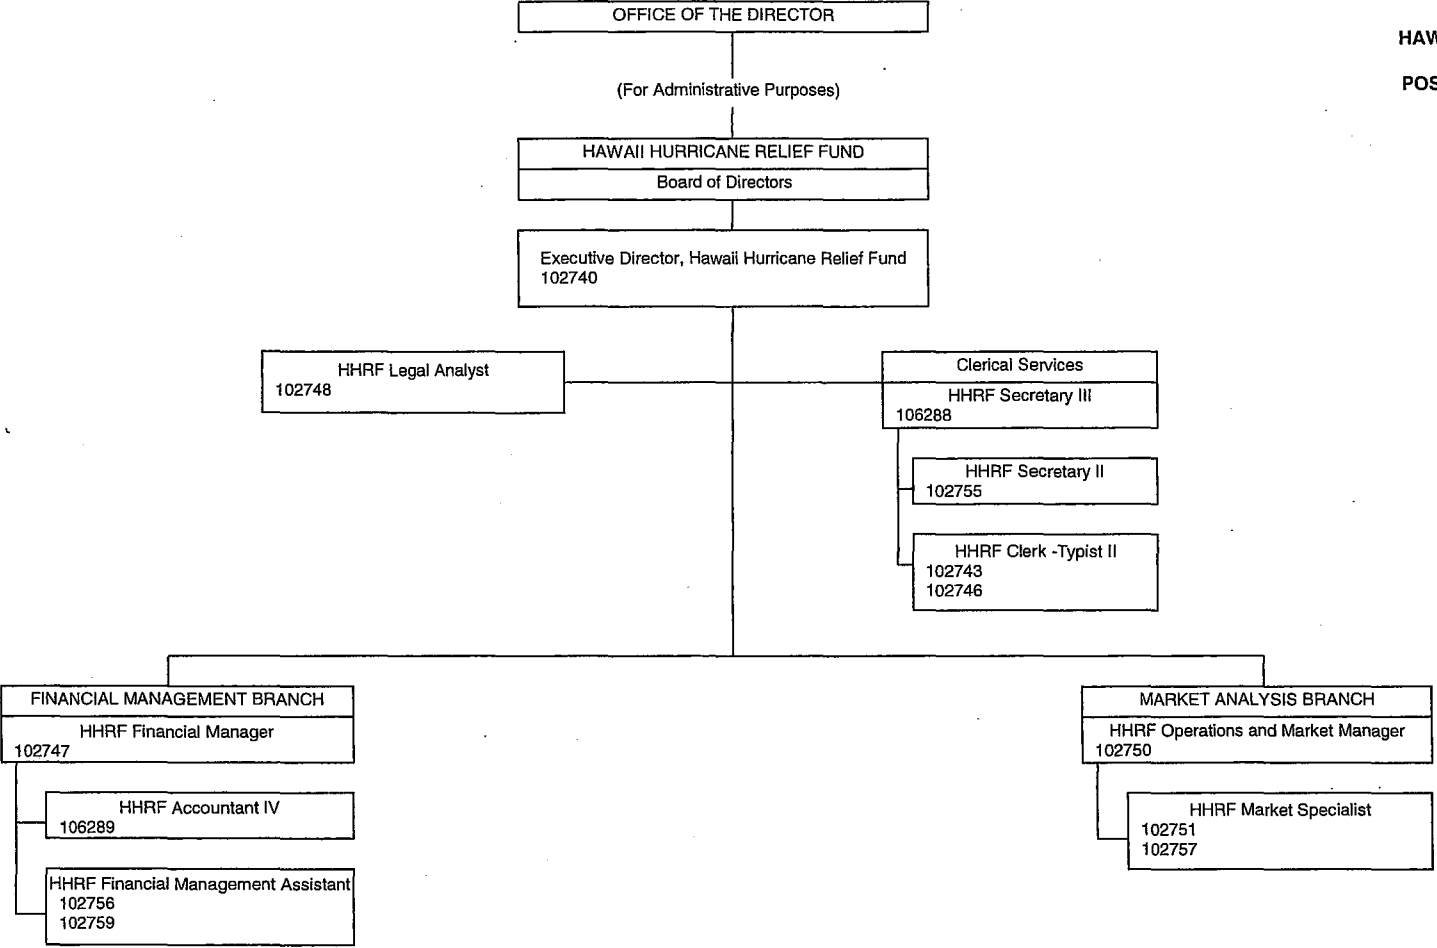 OFFICE OF THE DIRECTOR
(For Administrative Purposes)
HAWAII HURRICANE RELIEF FUND
Board of Directors
Executive Director, Hawaii Hurricane Relief Fund
102740
HHRF Legal Analyst
102748
Clerical Services
HHRF Secretary III
106288
HHRF Secretary II
102755
HHRF Clerk -Typist II
102743
102746
FINANCIAL MANAGEMENT BRANCH
HHRF Financial Manager
102747
HHRF Accountant IV
106289
HHRF Financial Management Assistant
102756
102759
MARKET ANALYSIS BRANCH
HHRF Operations and Market Manager
102750
HHRF Market Specialist
102751
102757